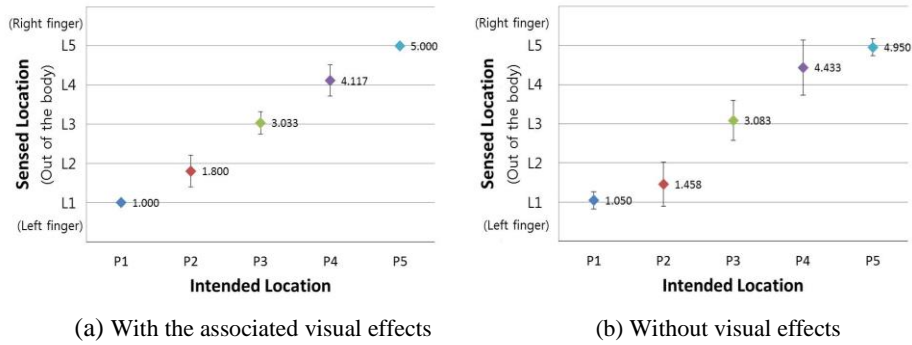 (Right finger)
L5
L4
L3
L2
L1
(Left finger)
Sensed Location
(Out of the body)
5.000
4.117
3.033
1.800
1.000
P1 P2 P3 P4 P5
Intended Location
(a) With the associated visual effects
(Right finger)
L5
L4
L3
L2
L1
(Left finger)
Sensed Location
(Out of the body)
4.950
4.433
3.083
1.458
1.050
P1 P2 P3 P4 P5
Intended Location
(b) Without visual effects